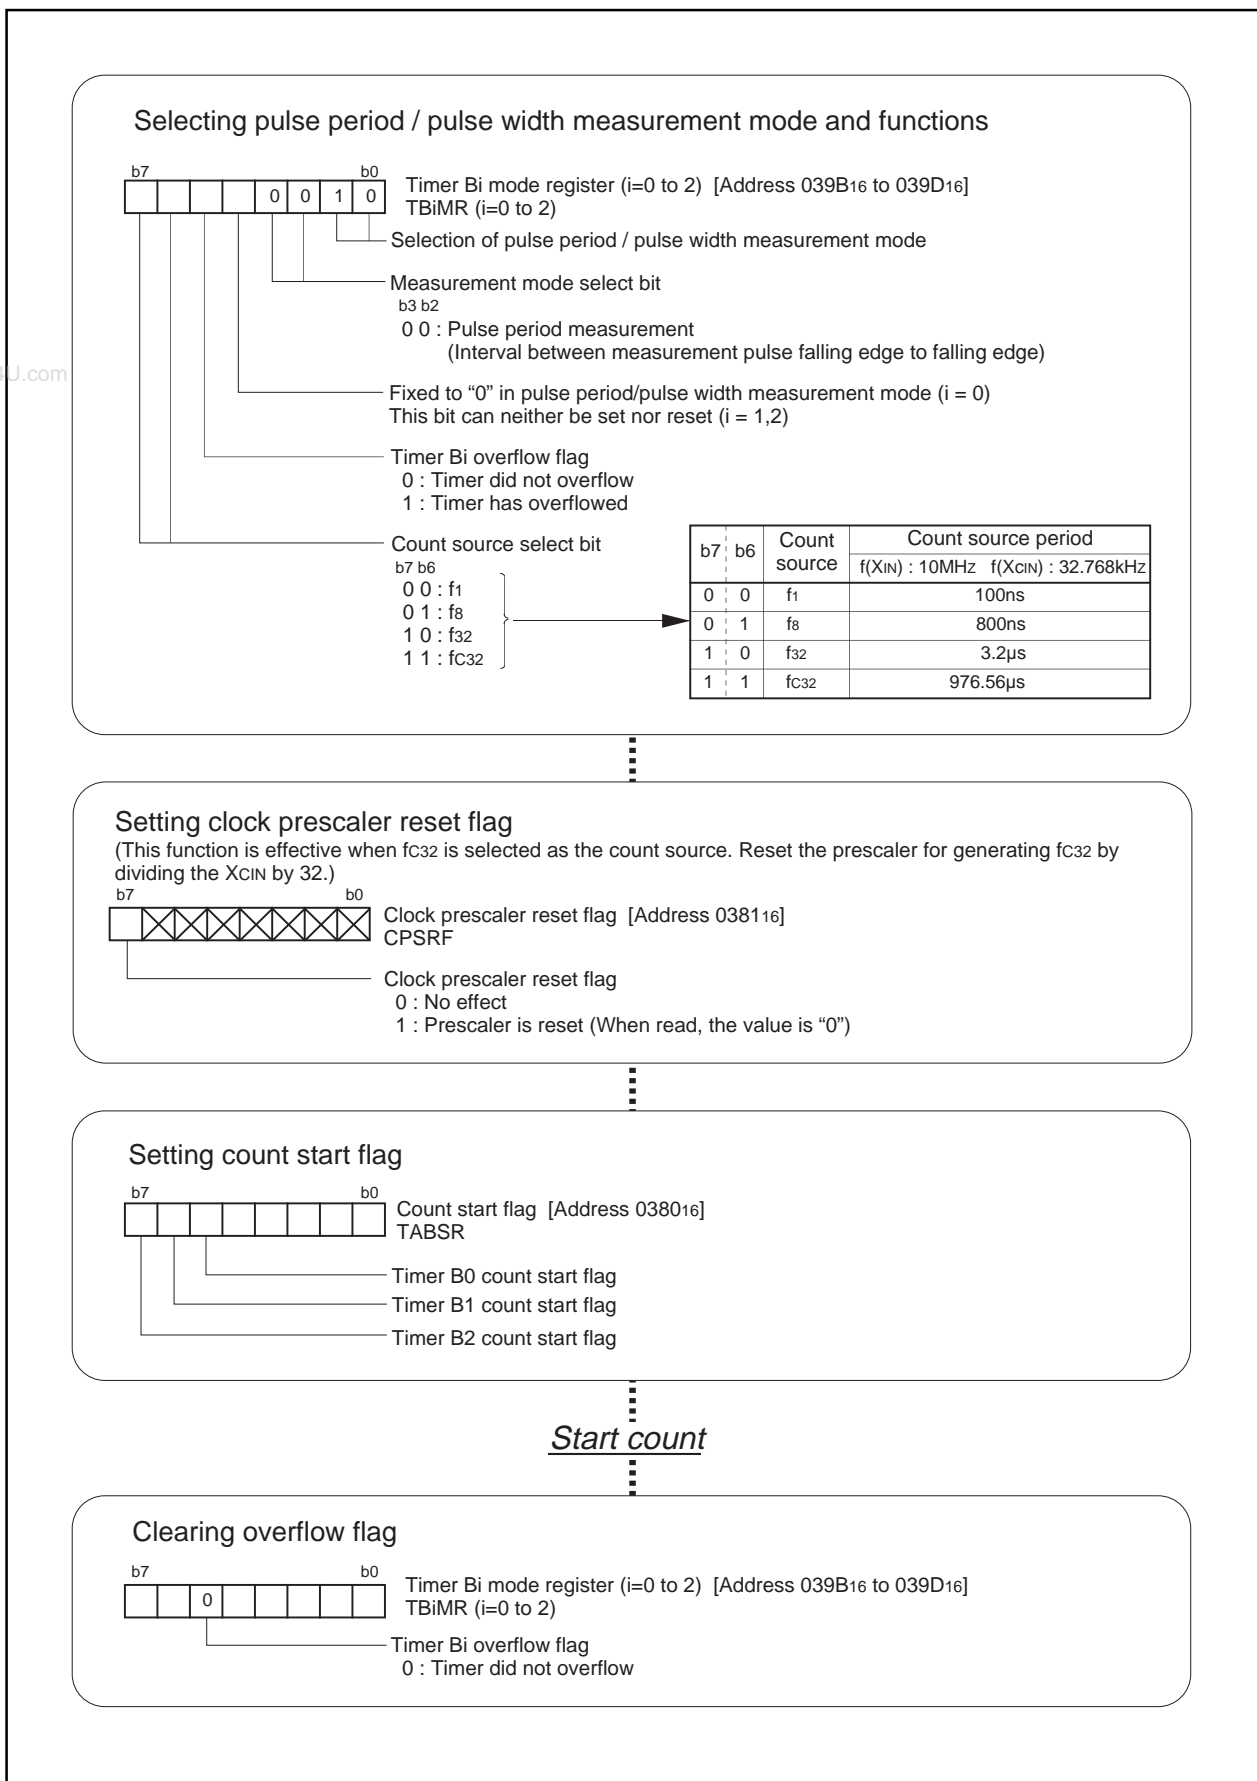 Selecting pulse period / pulse width measurement mode and functions
b7 b0
0 0 1 0
Timer Bi mode register (i=0 to 2) [Address 039B16 to 039D16]
TBiMR (i=0 to 2)
Selection of pulse period / pulse width measurement mode
Measurement mode select bit
b3 b2
0 0 : Pulse period measurement
(Interval between measurement pulse falling edge to falling edge)
U.com
Fixed to “0” in pulse period/pulse width measurement mode (i = 0)
This bit can neither be set nor reset (i = 1,2)
Timer Bi overflow flag
0 : Timer did not overflow
1 : Timer has overflowed
Count source select bit
b7 b6
0 0 : f1
0 1 : f8
1 0 : f32
1 1 : fC32
b7 b6 Count source Count source period
f(XIN) : 10MHz f(XCIN) : 32.768kHz
0 0 f1 100ns
0 1 f8 800ns
1 0 f32 3.2µs
1 1 fC32 976.56µs
Setting clock prescaler reset flag
(This function is effective when fC32 is selected as the count source. Reset the prescaler for generating fC32 by
dividing the XCIN by 32.)
b7 b0
Clock prescaler reset flag [Address 038116]
CPSRF
Clock prescaler reset flag
0 : No effect
1 : Prescaler is reset (When read, the value is “0”)
Setting count start flag
b7 b0
Count start flag [Address 038016]
TABSR
Timer B0 count start flag
Timer B1 count start flag
Timer B2 count start flag
Start count
Clearing overflow flag
b7 b0
0
Timer Bi mode register (i=0 to 2) [Address 039B16 to 039D16]
TBiMR (i=0 to 2)
Timer Bi overflow flag
0 : Timer did not overflow